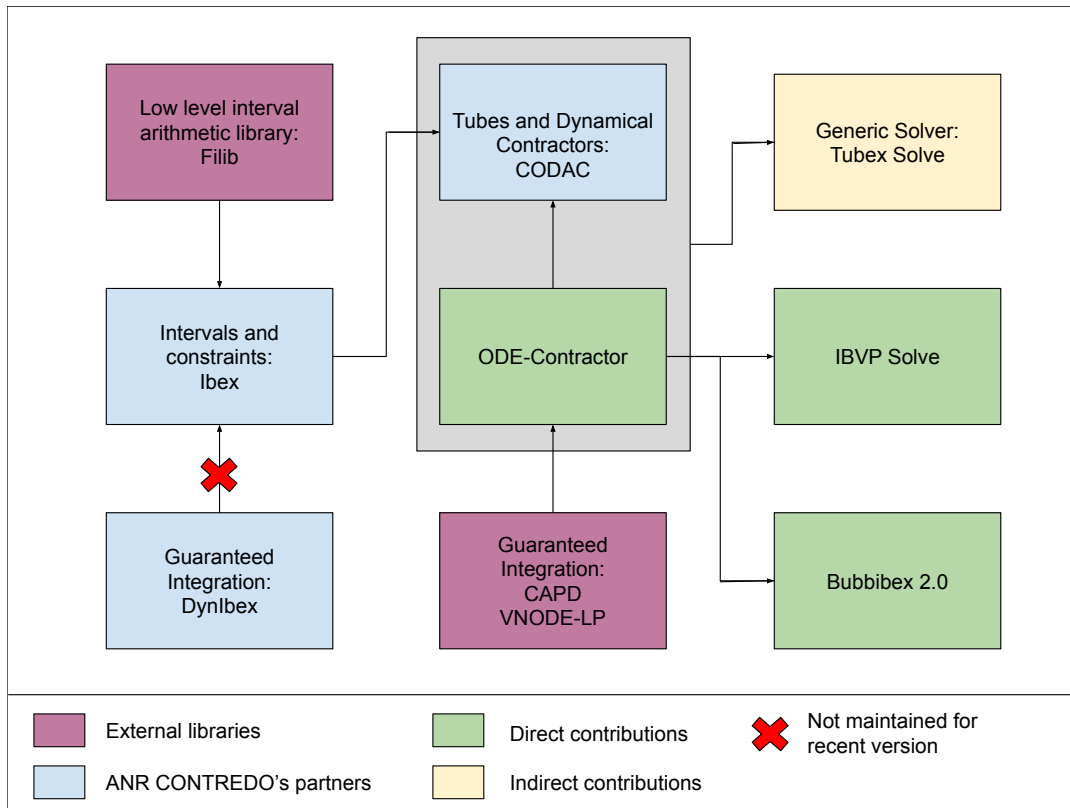 Low level interval
arithmetic library:
Filib
Tubes and Dynamical
Contractors:
CODAC
Generic Solver:
Tubex Solve
Intervals and
constraints:
Ibex
ODE-Contractor
IBVP Solve
Guaranteed
Integration:
DynIbex
Guaranteed
Integration:
CAPD
VNODE-LP
Bubbibex 2.0
External libraries
Direct contributions
Not maintained for
recent version
ANR CONTREDO's partners
Indirect contributions